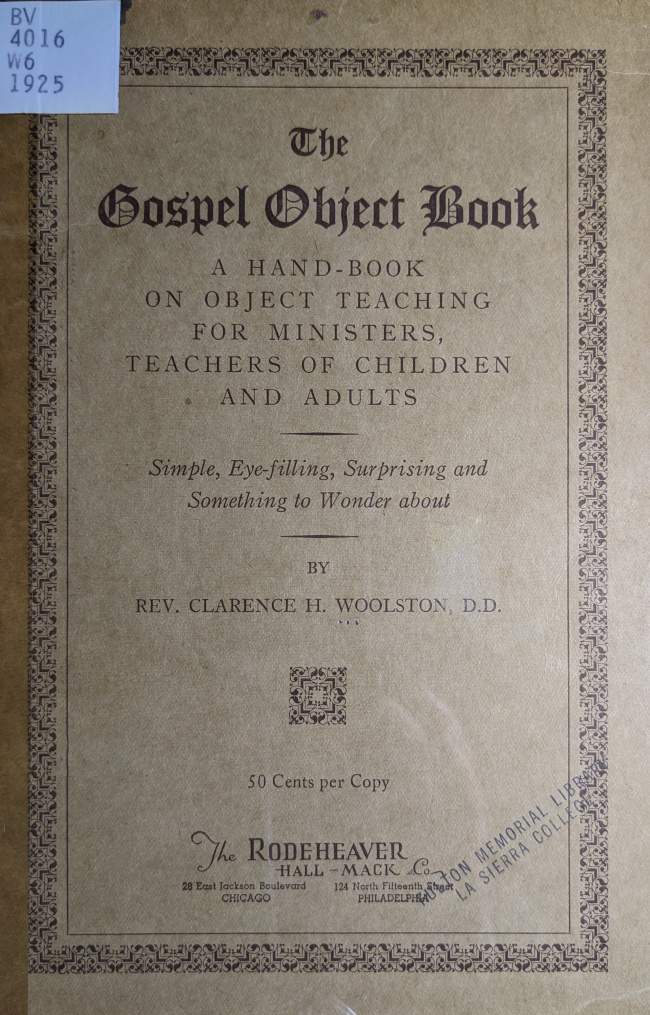 BV
4016
W6
1925
The
Gospel Object Book
A HAND-BOOK
ON OBJECT TEACHING
FOR MINISTERS,
TEACHERS OF CHILDREN
AND ADULTS
Simple, Eye-filling, Surprising and
Something to Wonder about
BY
REV. CLARENCE H. WOOLSTON, D.D.
50 Cents per Copy
The RODEHEAVER
HALL-MACK Co.
28 East Jackson Boulevard 124 North Fifteenth Street
CHICAGO PHILADELPHIA
MEMORIAL LIBRARY
LA SIERRA COLLEGE